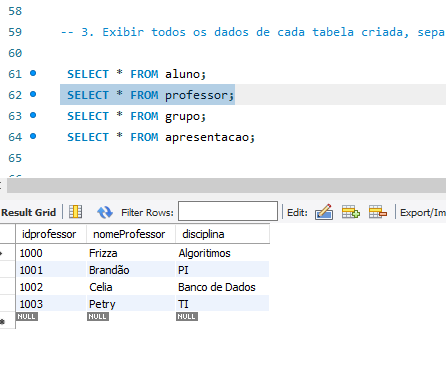 58
59 -- 3. Exibir todos os dados de cada tabela criada, sepa
60
61 SELECT * FROM aluno;
62 SELECT * FROM professor;
63 SELECT * FROM grupo;
64 SELECT * FROM apresentacao;
65
66
Result Grid Filter Rows: Edit: Export/Im
idprofessor nomeProfessor disciplina
1000 Frizza Algoritimos
1001 Brandão PI
1002 Celia Banco de Dados
1003 Petry TI
NULL NULL NULL